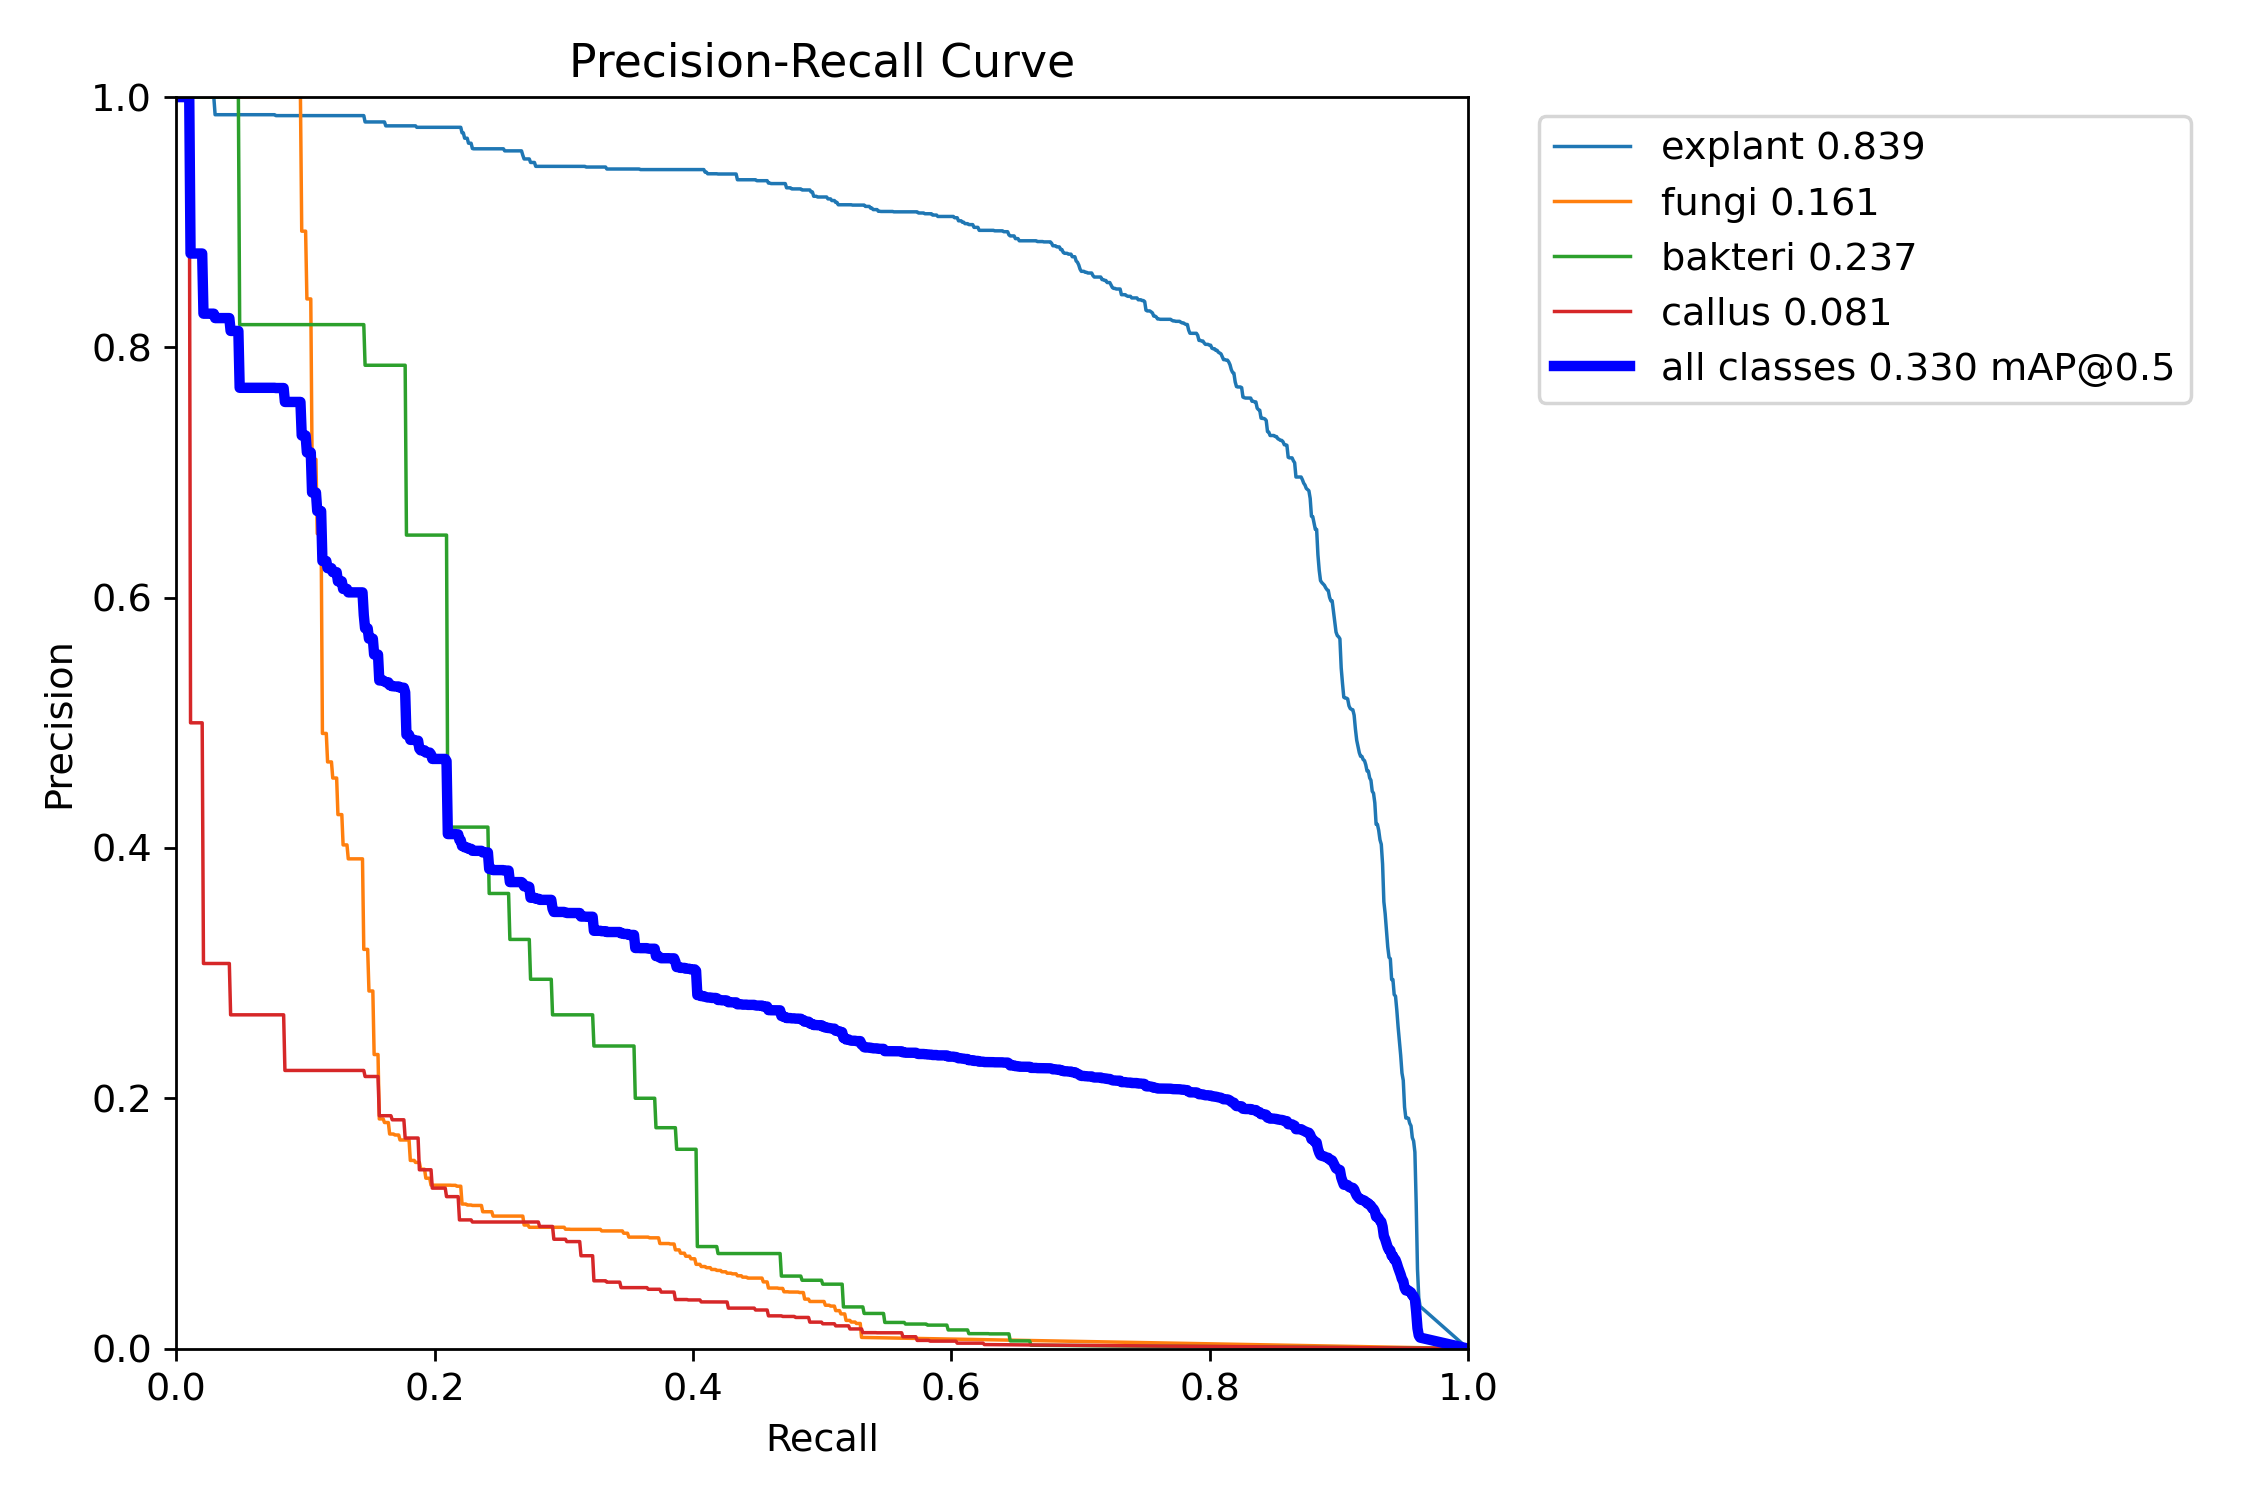 Precision-Recall Curve
1.0
0.8
0.6
0.4
0.2
0.0
Precision
0.0 0.2 0.4 0.6 0.8 1.0
Recall
explant 0.839
fungi 0.161
bakteri 0.237
callus 0.081
all classes 0.330 mAP@0.5